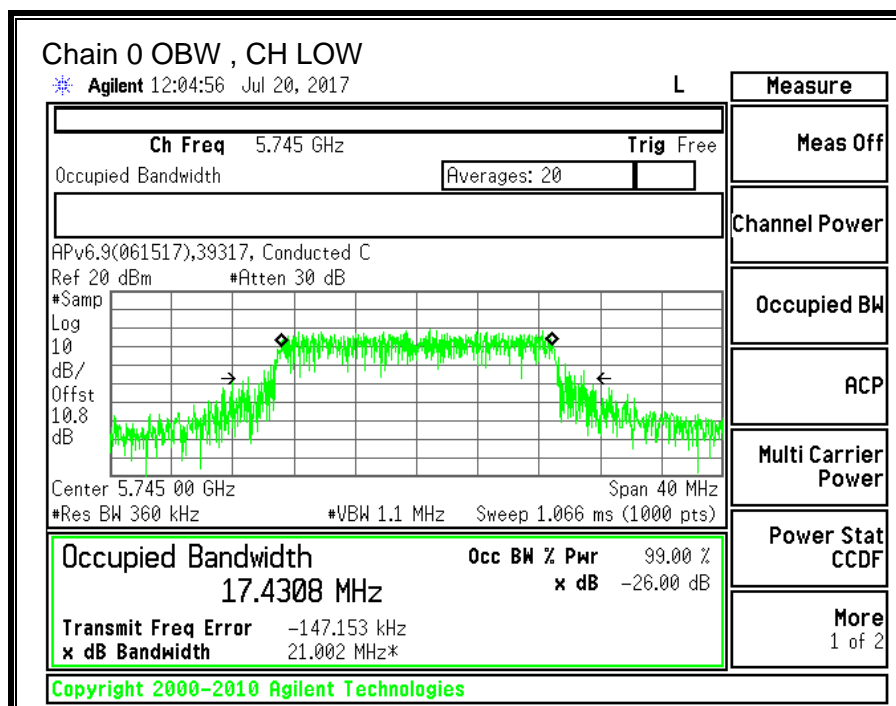 Chain 0 OBW , CH LOW
Agilent 12:04:56 Jul 20, 2017 L
Measure
Ch Freq 5.745 GHz Trig Free
Occupied Bandwidth Averages: 20
APv6.9(061517),39317, Conducted C
Ref 20 dBm #Atten 30 dB
#Samp
Log
10
dB/
Offst
10.8
dB
Center 5.745 00 GHz Span 40 MHz
#Res BW 360 kHz #VBW 1.1 MHz Sweep 1.066 ms (1000 pts)
Occupied Bandwidth
17.4308 MHz
Occ BW % Pwr 99.00 %
x dB -26.00 dB
Transmit Freq Error -147.153 kHz
x dB Bandwidth 21.002 MHz*
Meas Off
Channel Power
Occupied BW
ACP
Multi Carrier
Power
Power Stat
CCDF
More
1 of 2
Copyright 2000-2010 Agilent Technologies